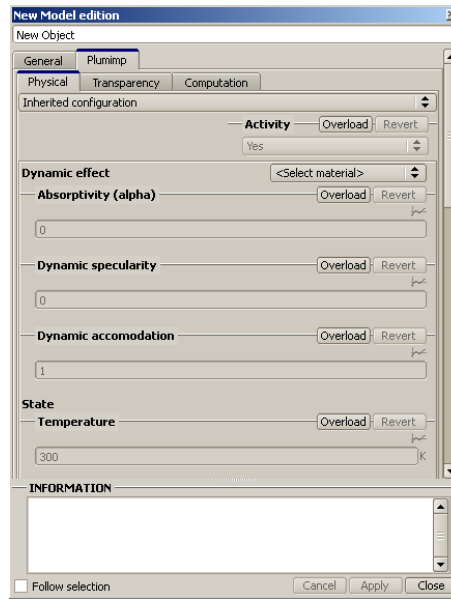 New Model edition
New Object
General Plumimp
Physical Transparency Computation
Inherited configuration
Activity Overload Revert
Yes
Dynamic effect <Select material>
Absorptivity (alpha) Overload Revert
0
Dynamic specularity Overload Revert
0
Dynamic accomodation Overload Revert
1
State
Temperature Overload Revert
300 K
INFORMATION
Follow selection Cancel Apply Close